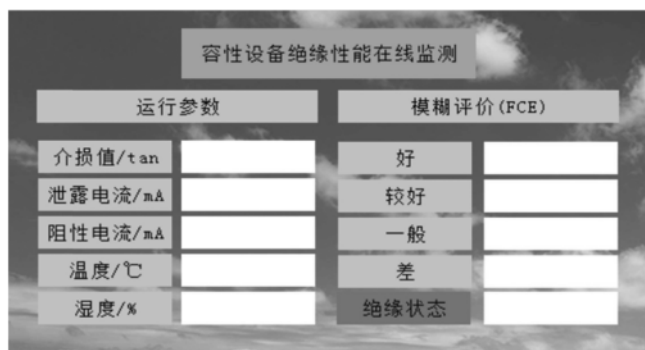 容性设备绝缘性能在线监测
运行参数
模糊评价(FCE)
介损值/tan
好
泄露电流/mA
较好
阻性电流/mA
一般
温度/℃
差
湿度/%
绝缘状态